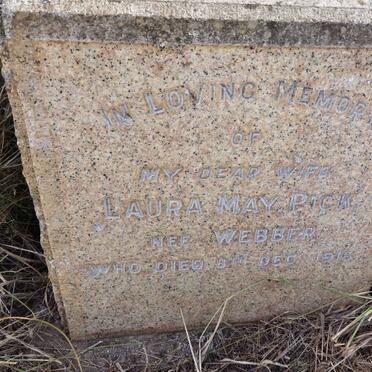 IN LOVING MEMORY
OF
MY DEAR WIFE
LAURA MAY PICK
NEE WEBBER
WHO DIED DEC